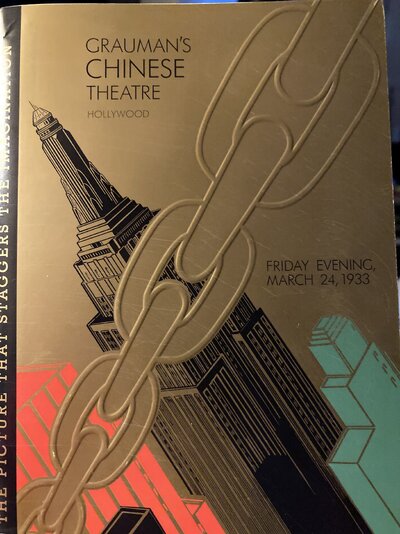 GRAUMAN'S
CHINESE
THEATRE
HOLLYWOOD
FRIDAY EVENING,
MARCH 24, 1933
THE PICTURE THAT STAGGERS THE IMAGINATION